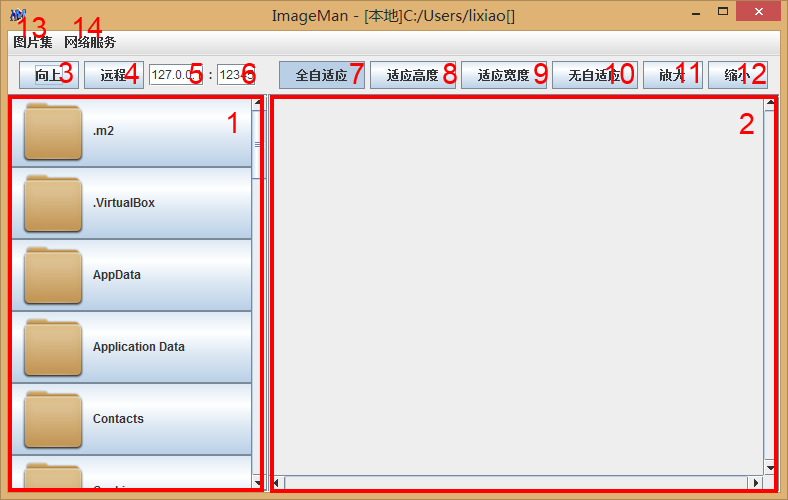 ImageMan - [本地]C:/Users/lixiao[]
13 14
图片集 网络服务
向上 3 远程 4 127.0.0 5 : 12345 6 全自适应 7 适应高度 8 适应宽度 9 无自适应 10 放大 11 缩小 12
1 2
.m2
.VirtualBox
AppData
Application Data
Contacts